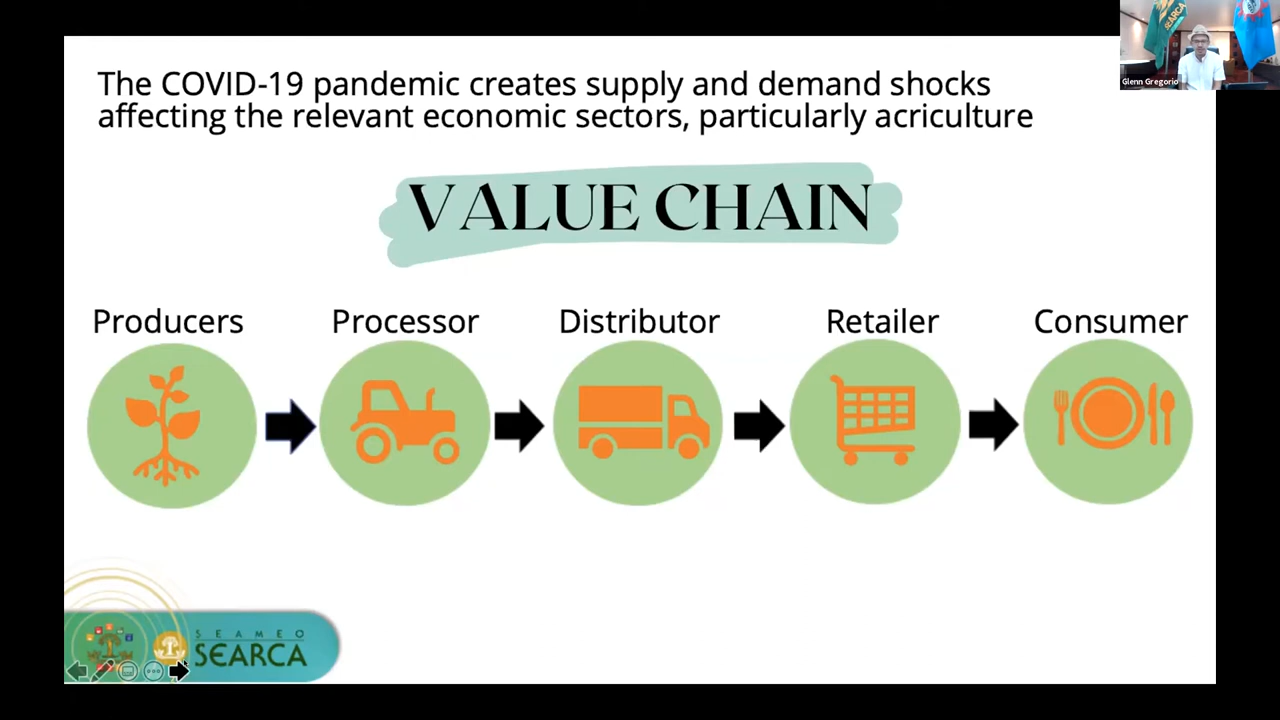 The COVID-19 pandemic creates supply and demand shocks
affecting the relevant economic sectors, particularly acriculture
VALUE CHAIN
Producers
Processor
Distributor
Retailer
Consumer
SEAMEO
SEARCA
SEARCA
Glenn Gregorio